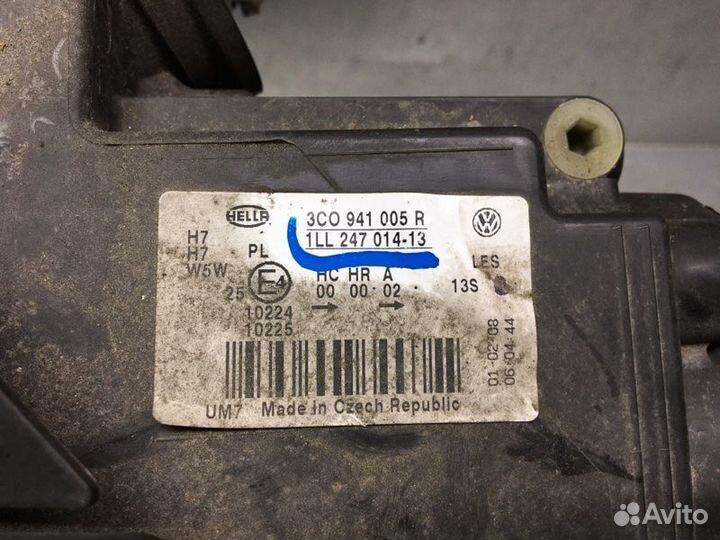 HELLA 3C0 941 005 R
H7 PL 1LL 247 014-13
H7 LES
W5W HC HR A
25 E4 00 00 02 13S
10224
10225
01-02-08
06:04:44
UM7 Made in Czech Republic
Avito